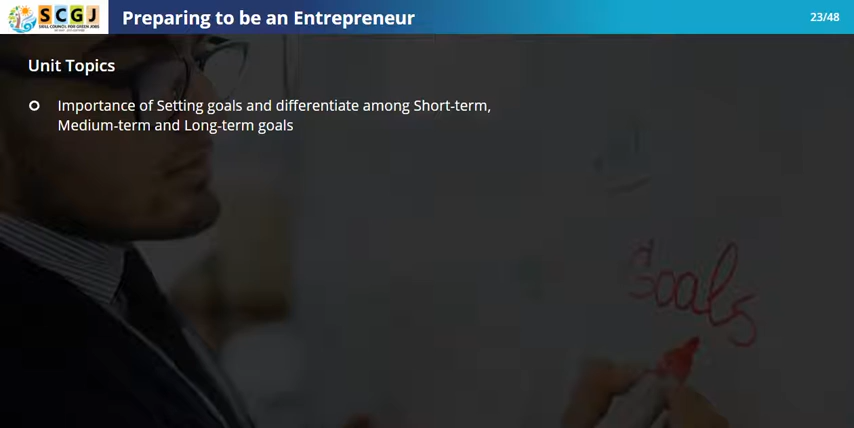 SCGJ
SKILL COUNCIL FOR GREEN JOBS
Preparing to be an Entrepreneur
23/48
Unit Topics
Importance of Setting goals and differentiate among Short-term,
Medium-term and Long-term goals
Goals